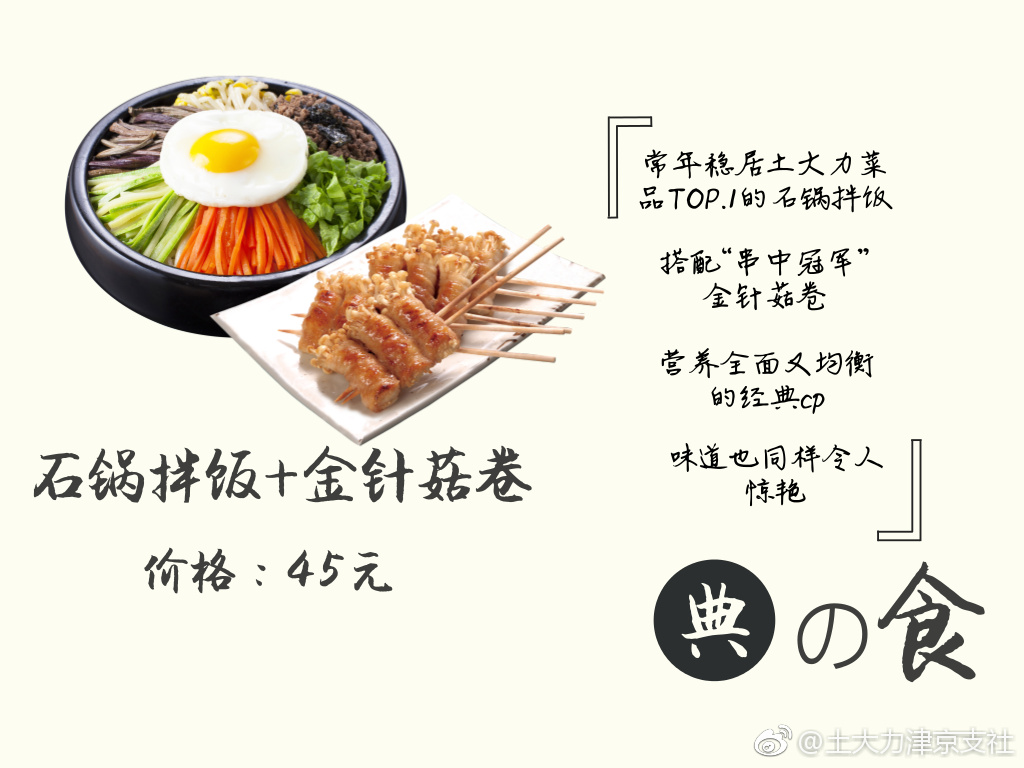 常年稳居土大力菜
品TOP.1的石锅拌饭
搭配“串中冠军”
金针菇卷
营养全面又均衡
的经典cp
味道也同样令人
惊艳
石锅拌饭+金针菇卷
价格：45元
典の食
@土大力津京支社